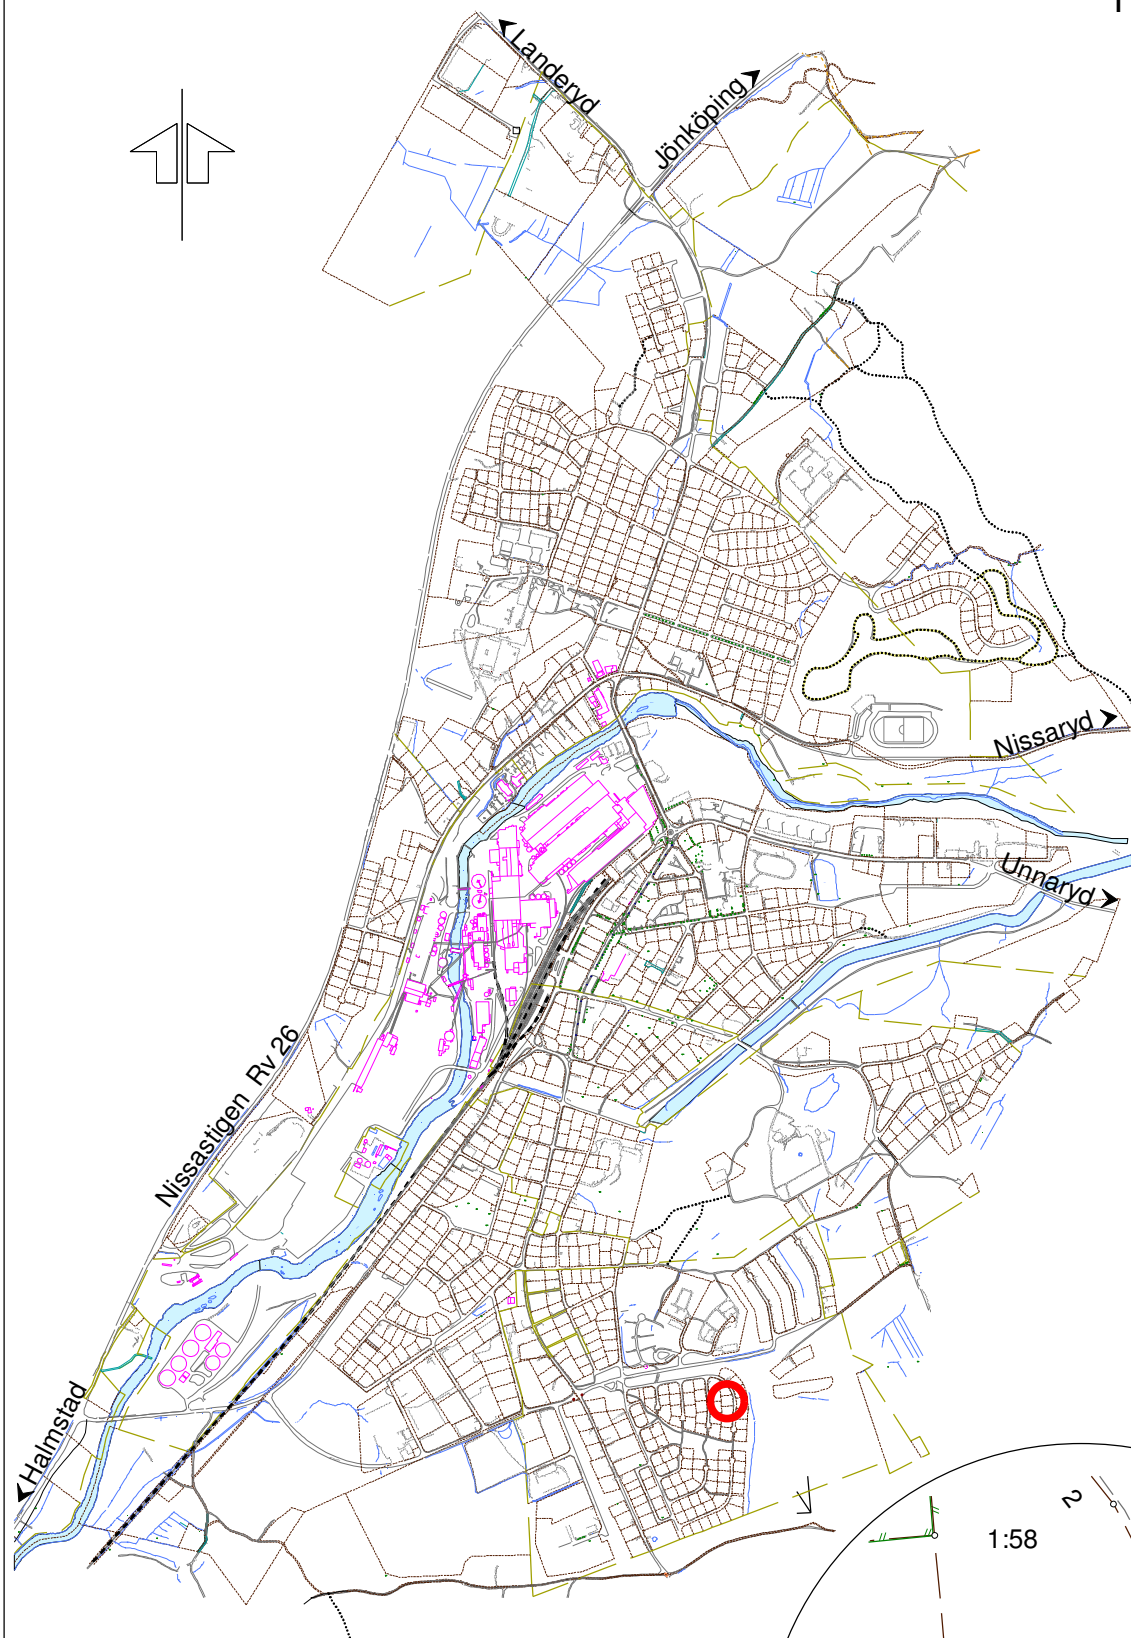 Landeryd
Jönköping
Nissaryd
Unnaryd
Nissastigen Rv 26
Halmstad
2
1:58